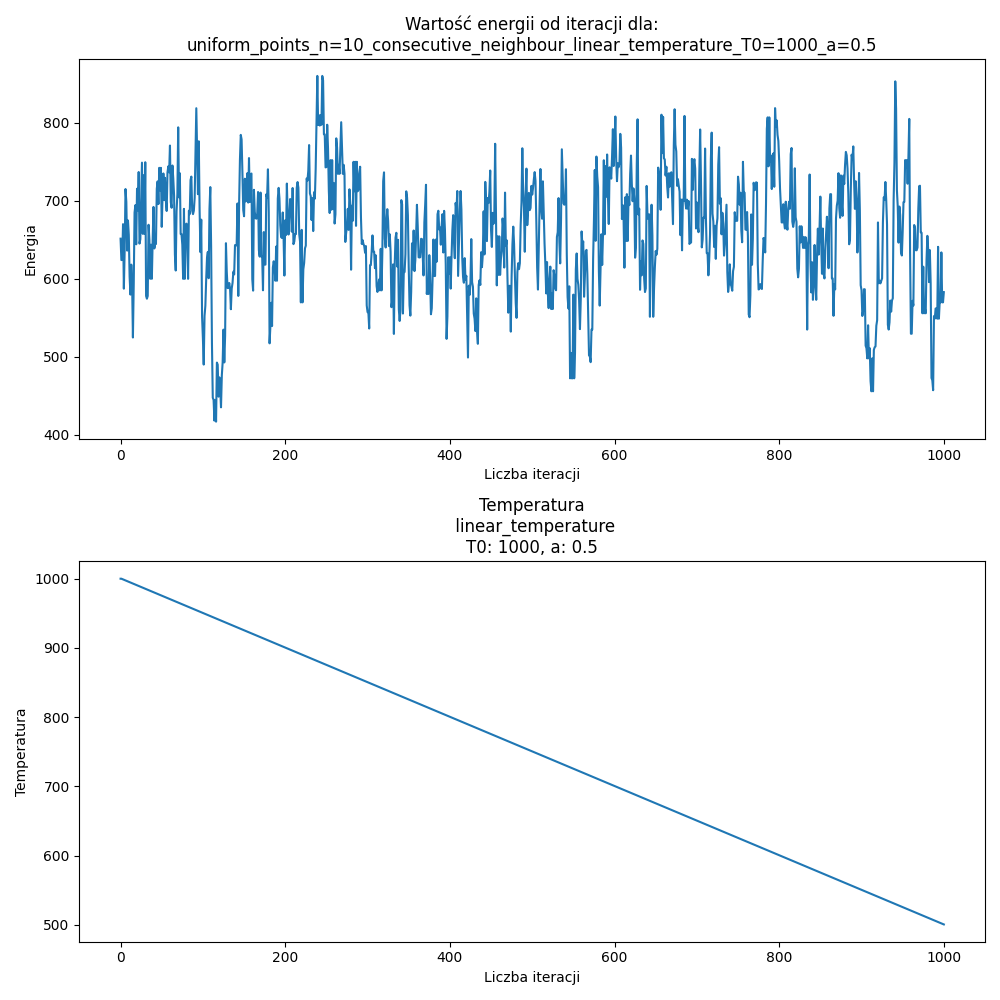 Wartość energii od iteracji dla:
uniform_points_n=10_consecutive_neighbour_linear_temperature_T0=1000_a=0.5
800
700
600
500
400
Energia
0 200 400 600 800 1000
Liczba iteracji
Temperatura
linear_temperature
T0: 1000, a: 0.5
1000
900
800
700
600
500
Temperatura
0 200 400 600 800 1000
Liczba iteracji